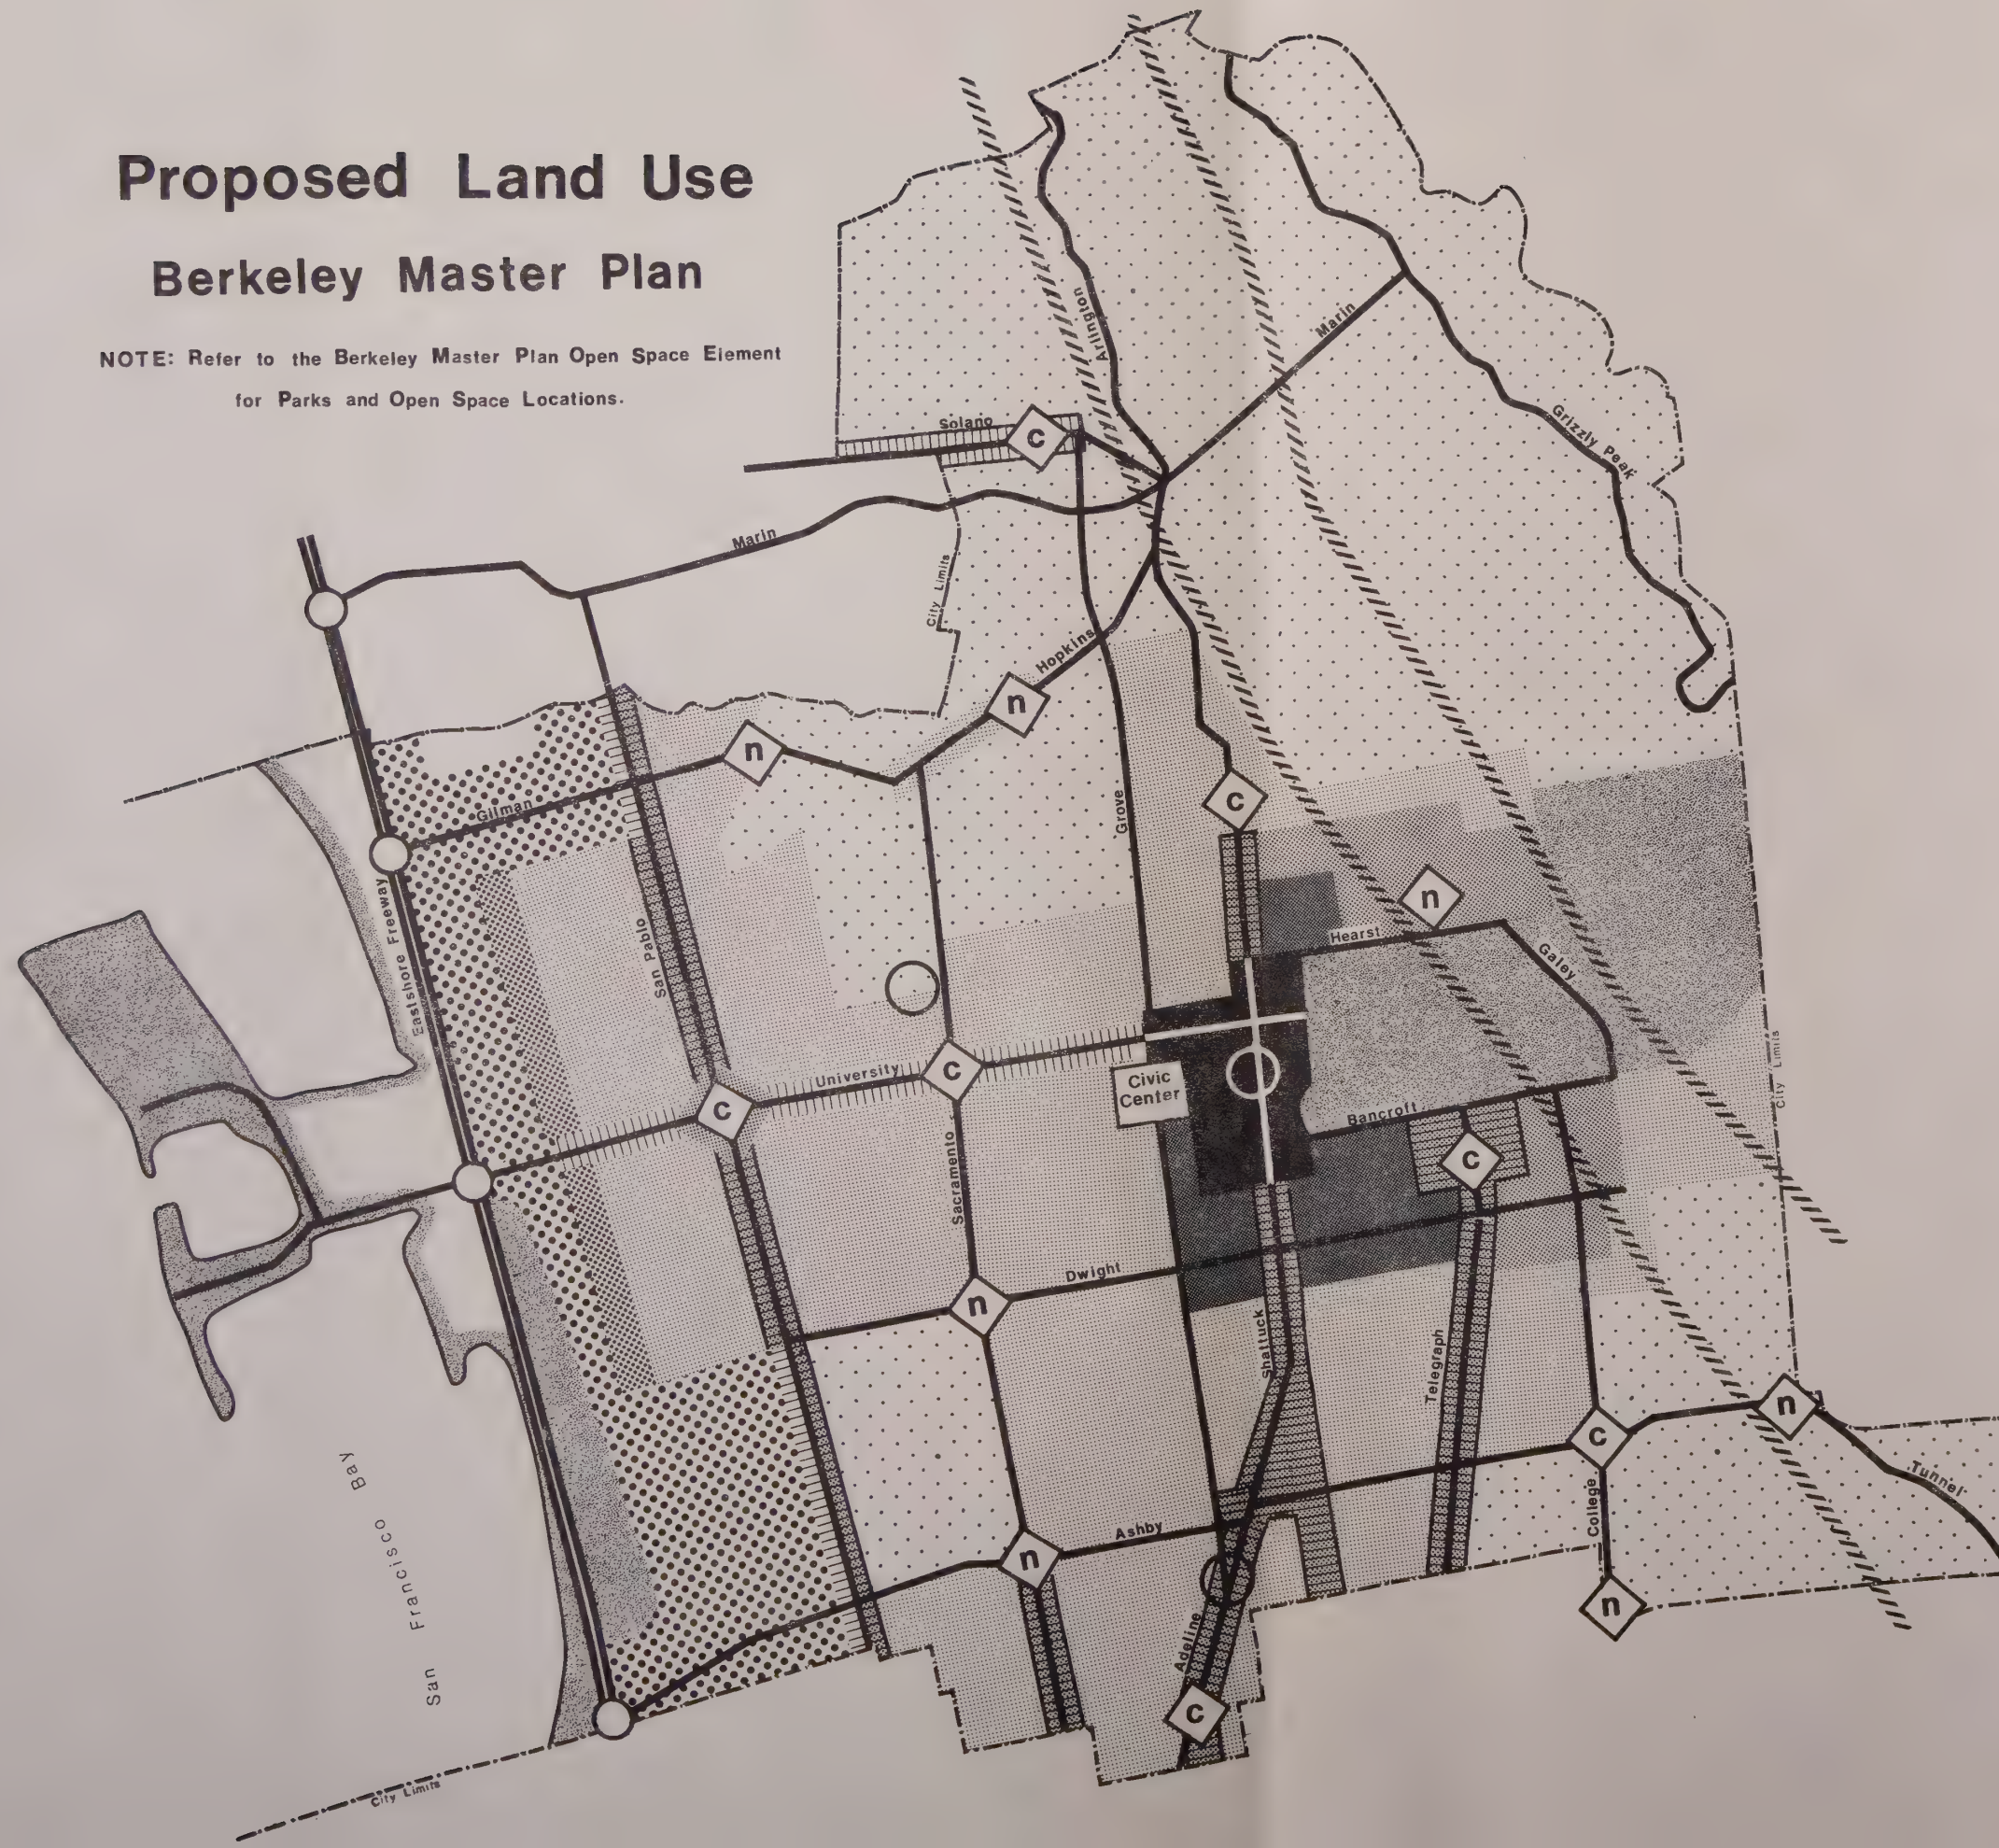 Proposed Land Use
Berkeley Master Plan
NOTE: Refer to the Berkeley Master Plan Open Space Element
for Parks and Open Space Locations.
Arlington
Marin
Solano
c
Grizzly Peak
Marin
City Limits
Hopkins
n
n
Gilman
Grove
c
Eastshore Freeway
San Pablo
n
Hearst
Galey
University
c
c
Civic
Center
Bancroft
City Limits
c
Sacramento
Dwight
n
Shattuck
Telegraph
n
c
Tunnel
College
Ashby
n
n
San Francisco Bay
Adeline
c
City Limits